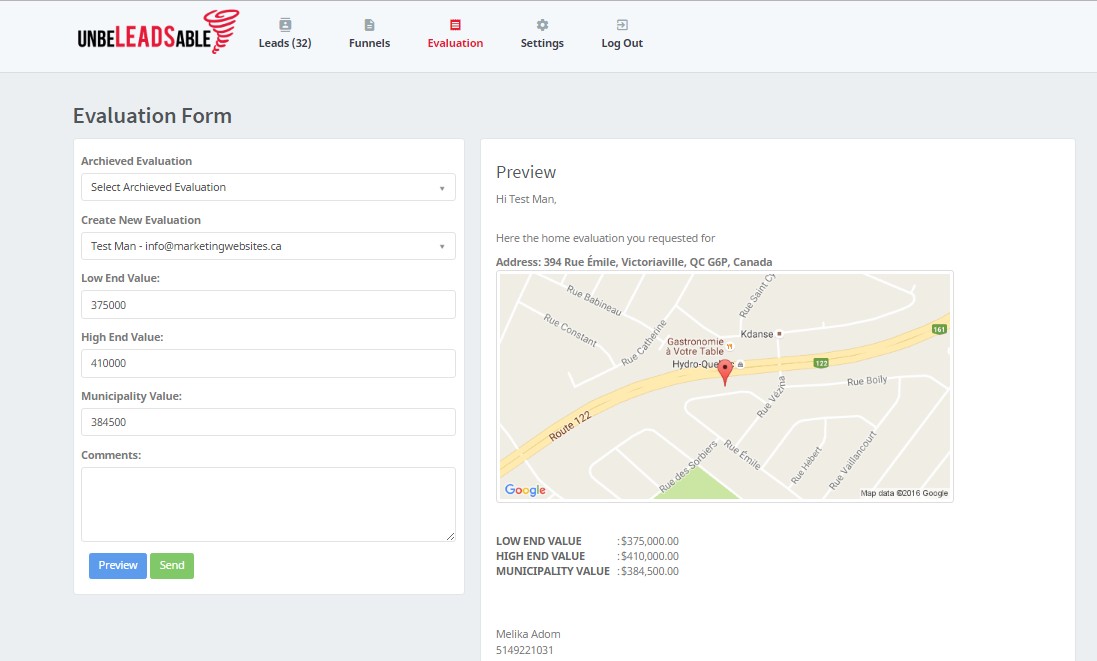 UNBELEADSABLE
Leads (32)
Funnels
Evaluation
Settings
Log Out
Evaluation Form
Archieved Evaluation
Select Archieved Evaluation
Create New Evaluation
Test Man - info@marketingwebsites.ca
Low End Value:
375000
High End Value:
410000
Municipality Value:
384500
Comments:
Preview
Send
Preview
Hi Test Man,
Here the home evaluation you requested for
Address: 394 Rue Émile, Victoriaville, QC G6P, Canada
Rue Babineau
Rue Saint Cy
Rue Constant
Rue Catherine
Kdanse
161
Gastronomie
à Votre Table
Hydro-Que
122
Rue Boily
Rue Vézina
Route 122
Rue des Sorbiers
Rue Émile
Rue Hébert
Rue Vaillancourt
Google
Map data ©2016 Google
LOW END VALUE : $375,000.00
HIGH END VALUE : $410,000.00
MUNICIPALITY VALUE : $384,500.00
Melika Adom
5149221031